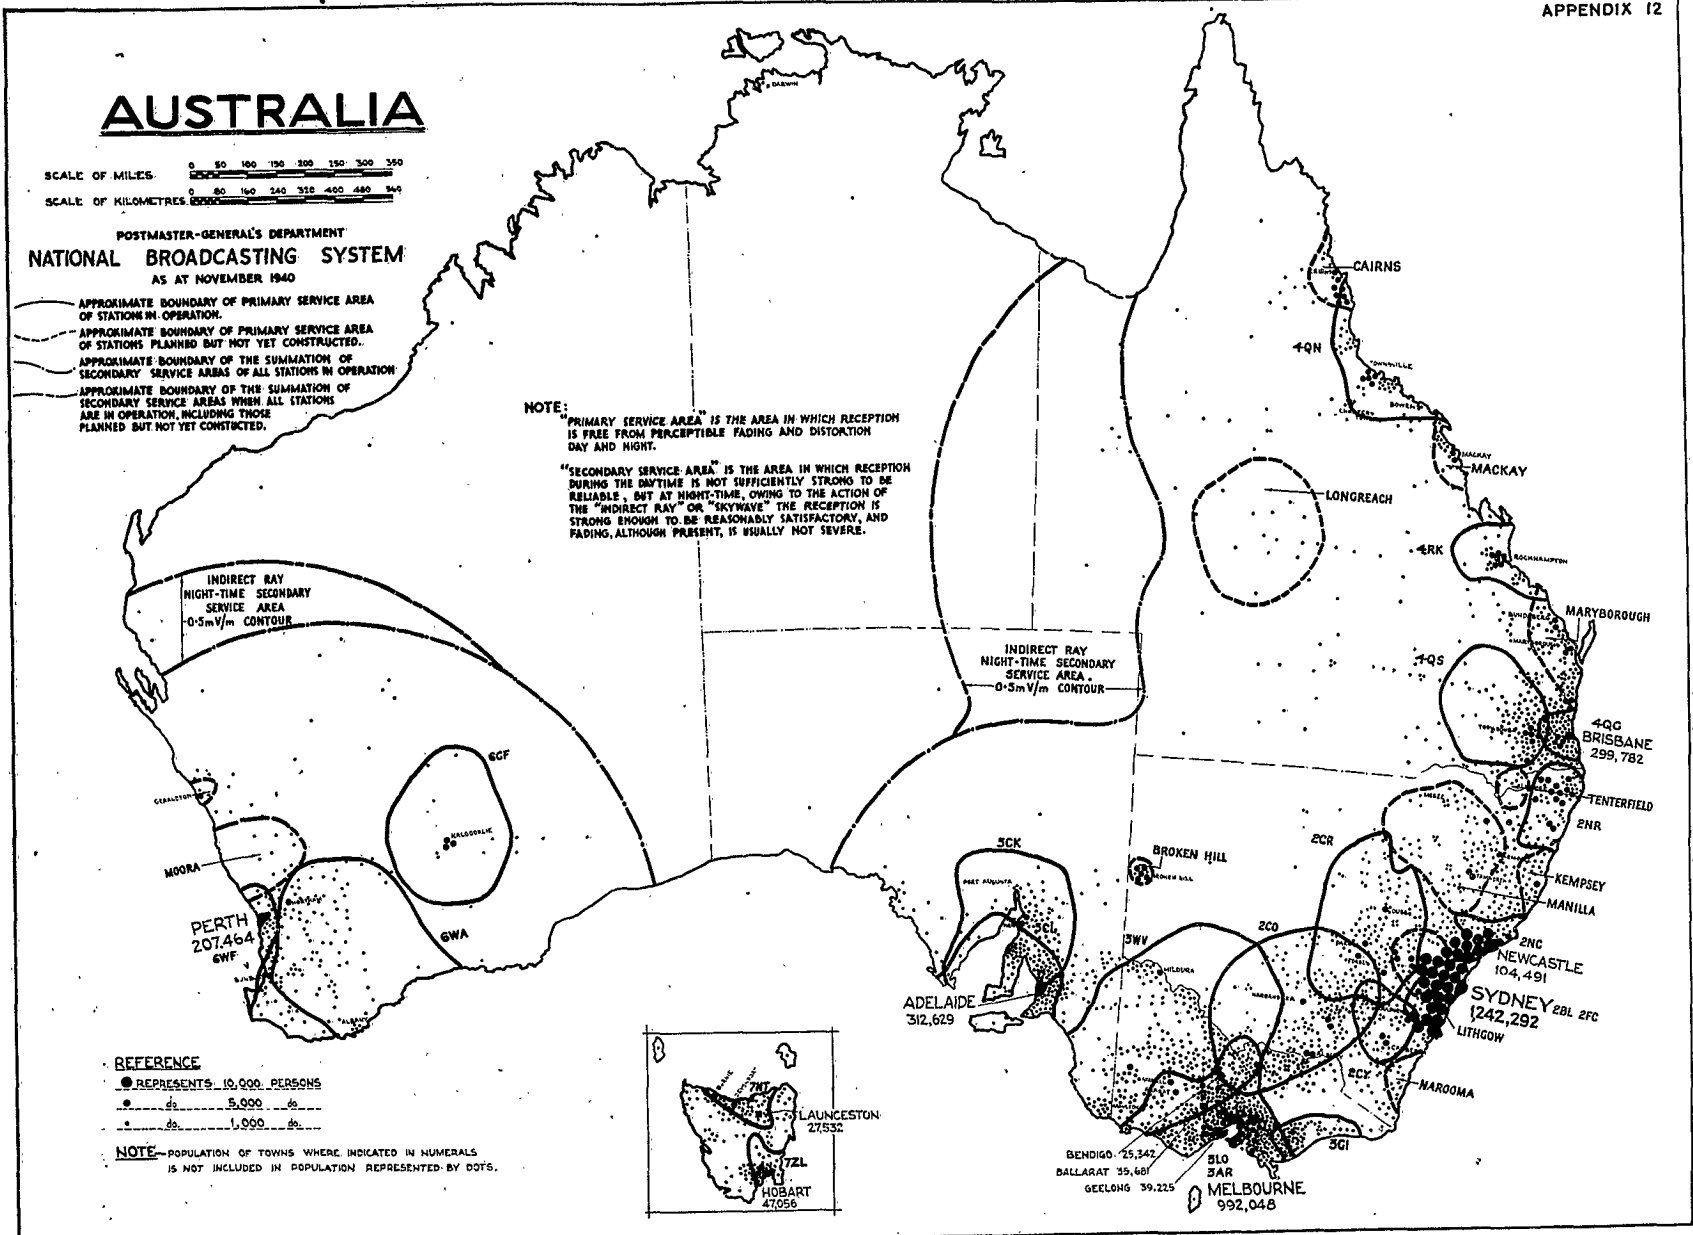 APPENDIX 12
AUSTRALIA
0 50 100 150 200 250 300 350
SCALE OF MILES
0 80 160 240 320 400 480 560
SCALE OF KILOMETRES
POSTMASTER-GENERAL'S DEPARTMENT
NATIONAL BROADCASTING SYSTEM
AS AT NOVEMBER 1940
APPROXIMATE BOUNDARY OF PRIMARY SERVICE AREA
OF STATIONS IN OPERATION.
APPROXIMATE BOUNDARY OF PRIMARY SERVICE AREA
OF STATIONS PLANNED BUT NOT YET CONSTRUCTED.
APPROXIMATE BOUNDARY OF THE SUMMATION OF
SECONDARY SERVICE AREAS OF ALL STATIONS IN OPERATION
APPROXIMATE BOUNDARY OF THE SUMMATION OF
SECONDARY SERVICE AREAS WHEN ALL STATIONS
ARE IN OPERATION, INCLUDING THOSE
PLANNED BUT NOT YET CONSTUCTED.
NOTE:
"PRIMARY SERVICE AREA" IS THE AREA IN WHICH RECEPTION
IS FREE FROM PERCEPTIBLE FADING AND DISTORTION
DAY AND NIGHT.
"SECONDARY SERVICE AREA" IS THE AREA IN WHICH RECEPTION
DURING THE DAYTIME IS NOT SUFFICIENTLY STRONG TO BE
RELIABLE, BUT AT NIGHT-TIME, OWING TO THE ACTION OF
THE "INDIRECT RAY" OR "SKYWAVE" THE RECEPTION IS
STRONG ENOUGH TO BE REASONABLY SATISFACTORY, AND
FADING, ALTHOUGH PRESENT, IS USUALLY NOT SEVERE.
DARWIN
CAIRNS
4QN
TOWNSVILLE
BOWEN
MACKAY
MACKAY
LONGREACH
4RK
ROCKHAMPTON
BUNDABERG
MARYBOROUGH
4QS
4QG
BRISBANE
299,782
TENTERFIELD
2NR
KEMPSEY
MANILLA
2NC
NEWCASTLE
104,491
SYDNEY 2BL 2FC
1242,292
LITHGOW
NAROOMA
2CY
2CR
2CO
3WV
MILDURA
NARRANDERA
BROKEN HILL
BROKEN HILL
5CK
PORT AUGUSTA
5CL
ADELAIDE
312,629
INDIRECT RAY
NIGHT-TIME SECONDARY
SERVICE AREA.
0·5mV/m CONTOUR
INDIRECT RAY
NIGHT-TIME SECONDARY
SERVICE AREA
0·5mV/m CONTOUR
GERALDTON
MOORA
6GF
KALGOORLIE
PERTH
207,464
6WF
6WA
ALBANY
REFERENCE
REPRESENTS 10,000 PERSONS
do. 5,000 do.
do. 1,000 do.
NOTE—POPULATION OF TOWNS WHERE INDICATED IN NUMERALS
IS NOT INCLUDED IN POPULATION REPRESENTED BY DOTS.
7NT
LAUNCESTON
27,532
7ZL
HOBART
47,056
BENDIGO 25,342
BALLARAT 35,681
GEELONG 39,225
3LO
3AR
MELBOURNE
992,048
3GI